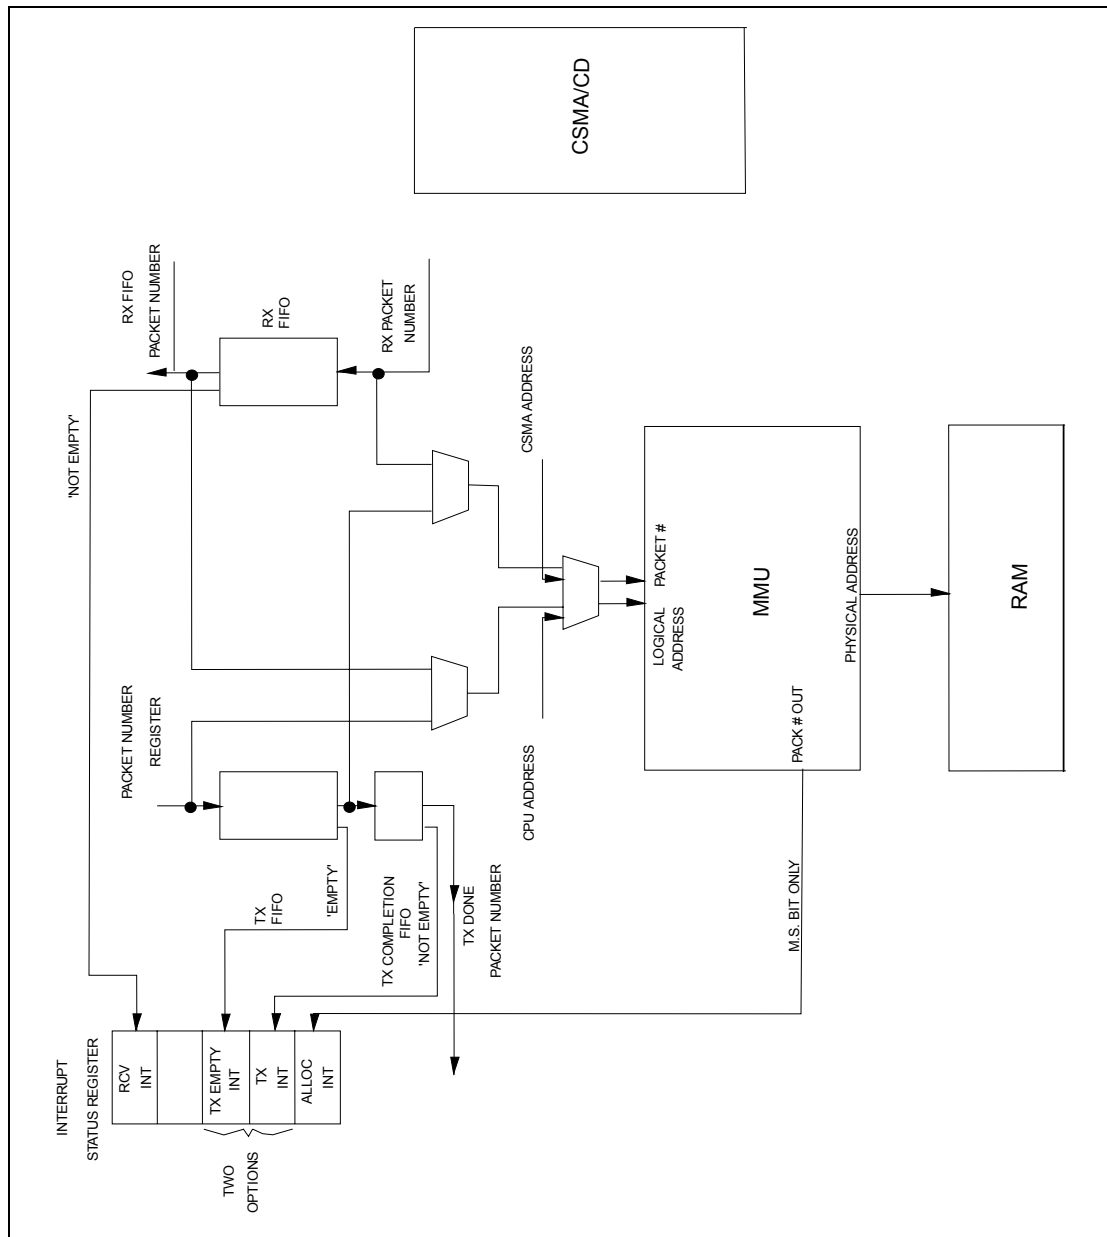 INTERRUPT
STATUS REGISTER
RCV
INT
TX EMPTY
INT
TX
INT
ALLOC
INT
TWO
OPTIONS
'NOT EMPTY'
TX
FIFO
'EMPTY'
TX COMPLETION
FIFO
'NOT EMPTY'
TX DONE
PACKET NUMBER
M.S. BIT ONLY
PACKET NUMBER
REGISTER
CPU ADDRESS
PACK # OUT
LOGICAL
ADDRESS
PACKET #
MMU
PHYSICAL ADDRESS
RAM
CSMA ADDRESS
RX FIFO
PACKET NUMBER
RX
FIFO
RX PACKET
NUMBER
CSMA/CD